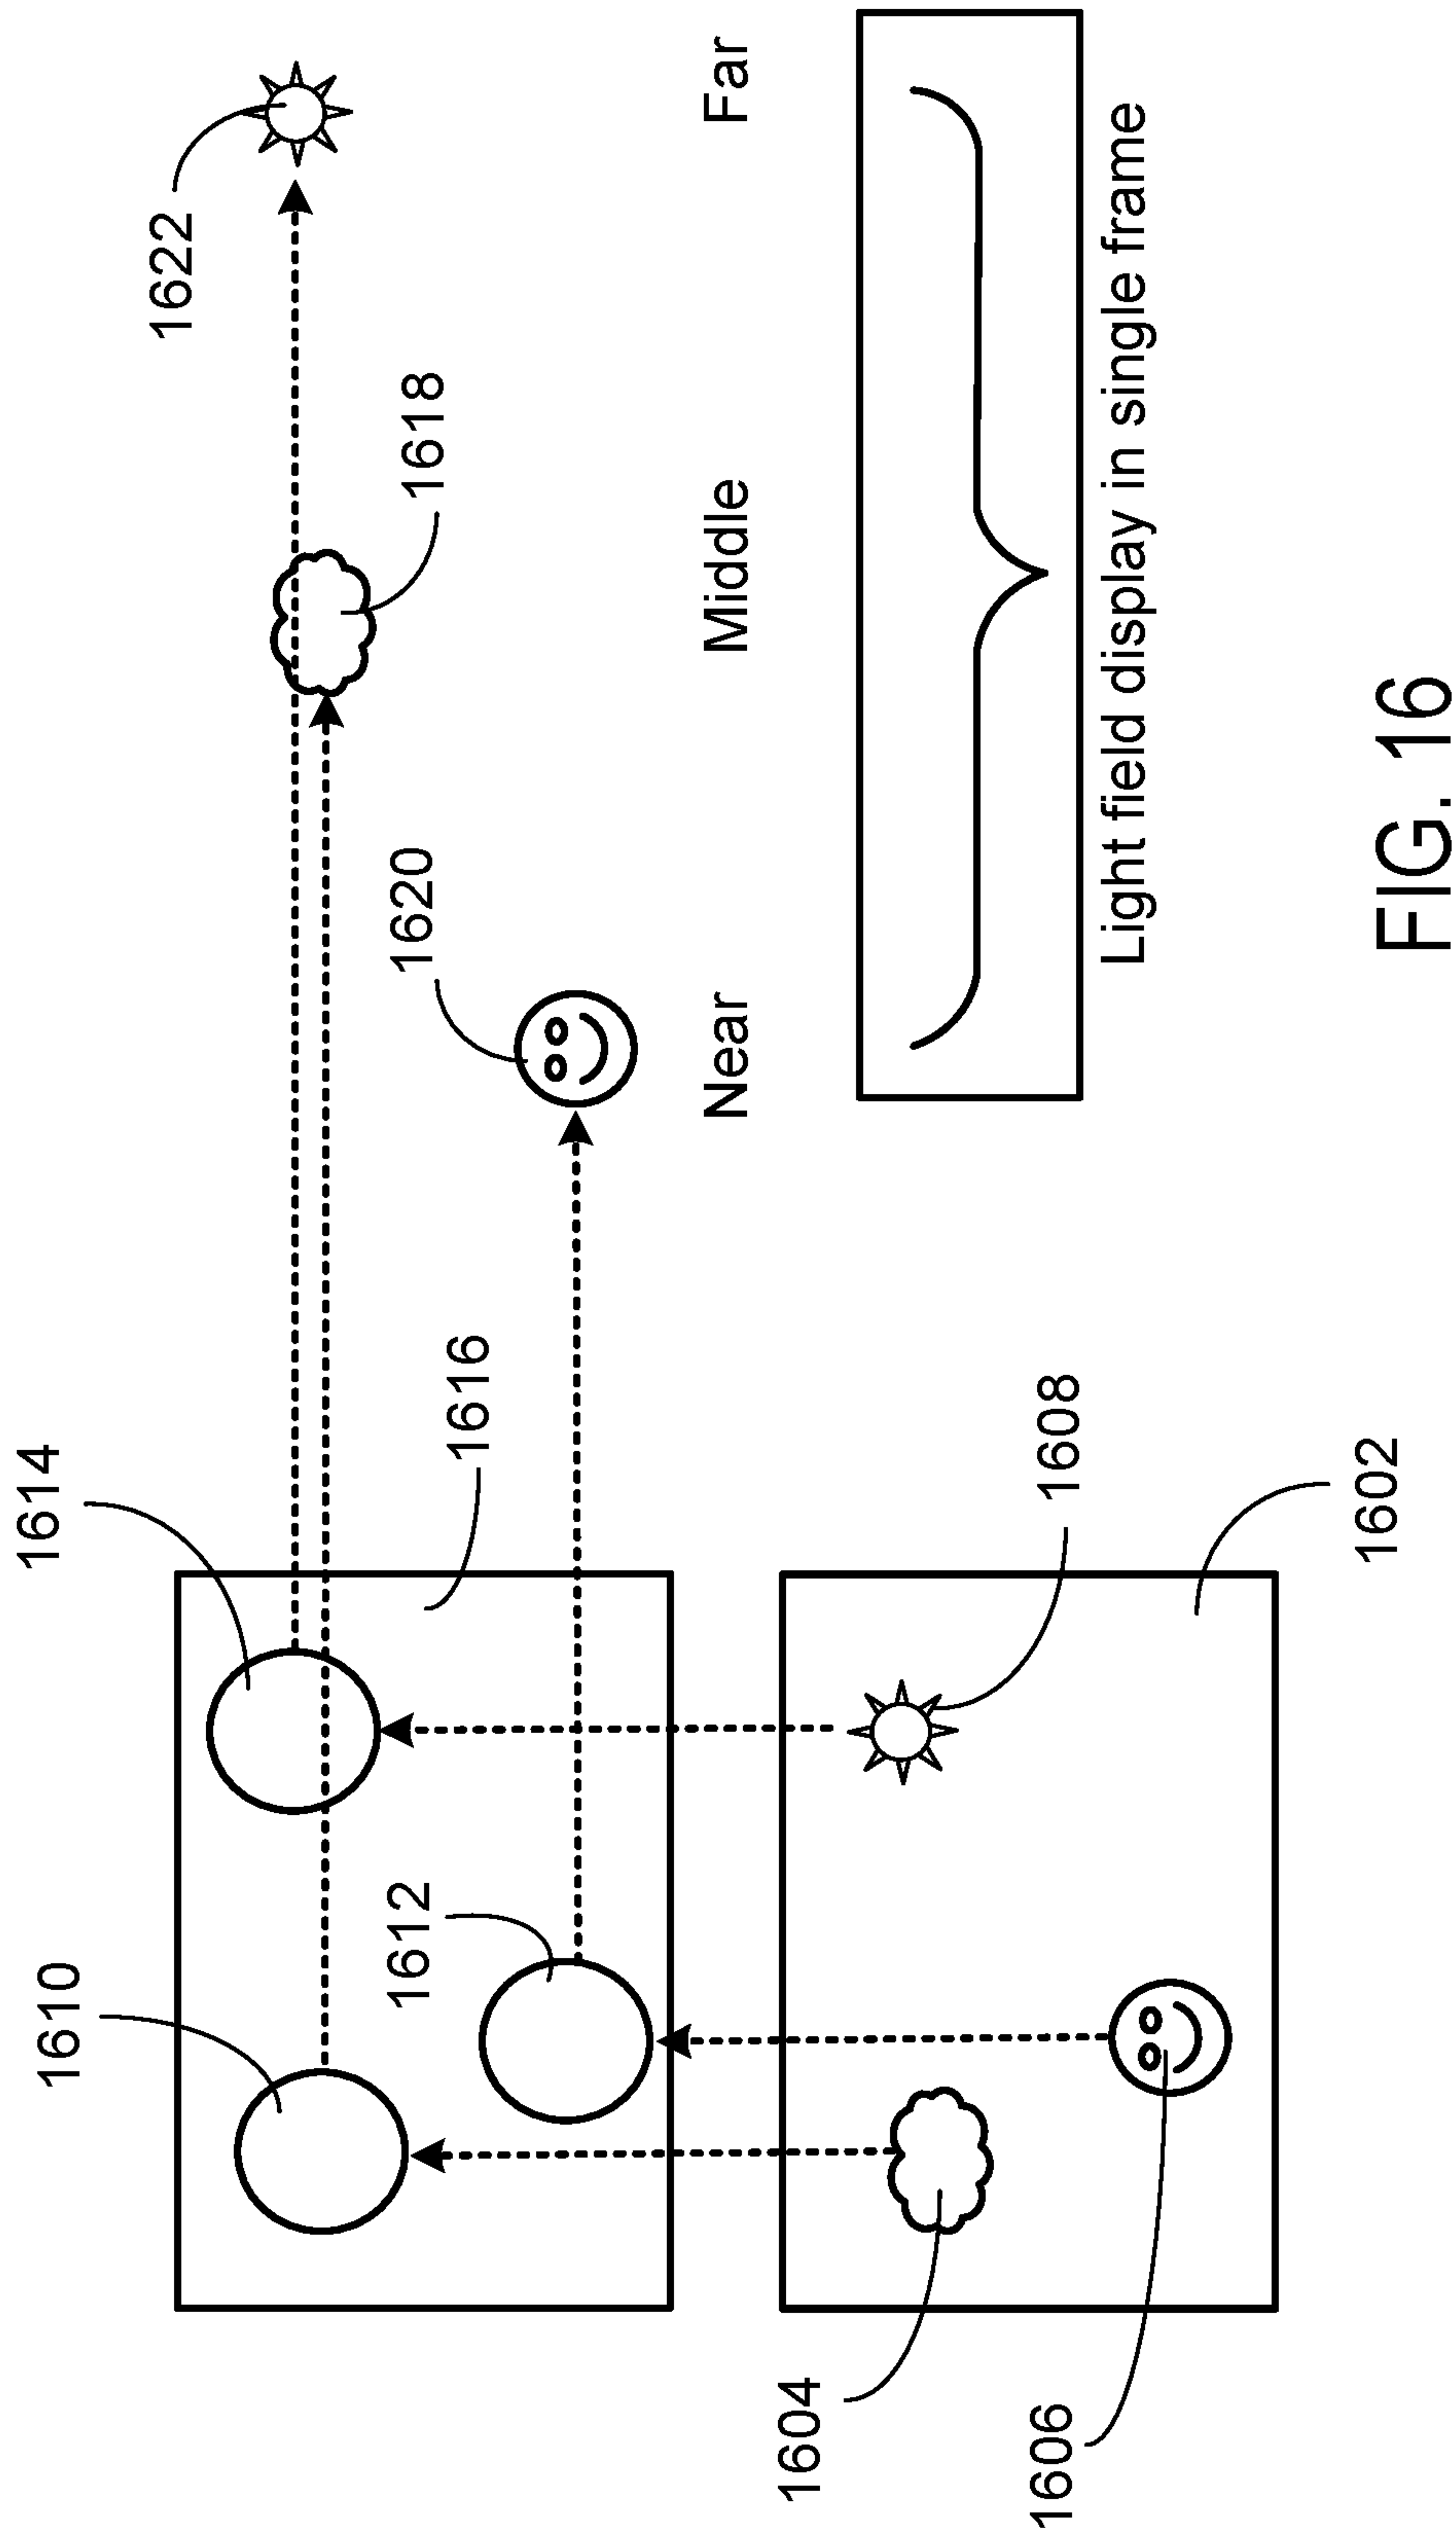 1614
1622
1610
1616
1618
1612
1620
Near
Middle
Far
1604
1608
1606
1602
Light field display in single frame
FIG. 16